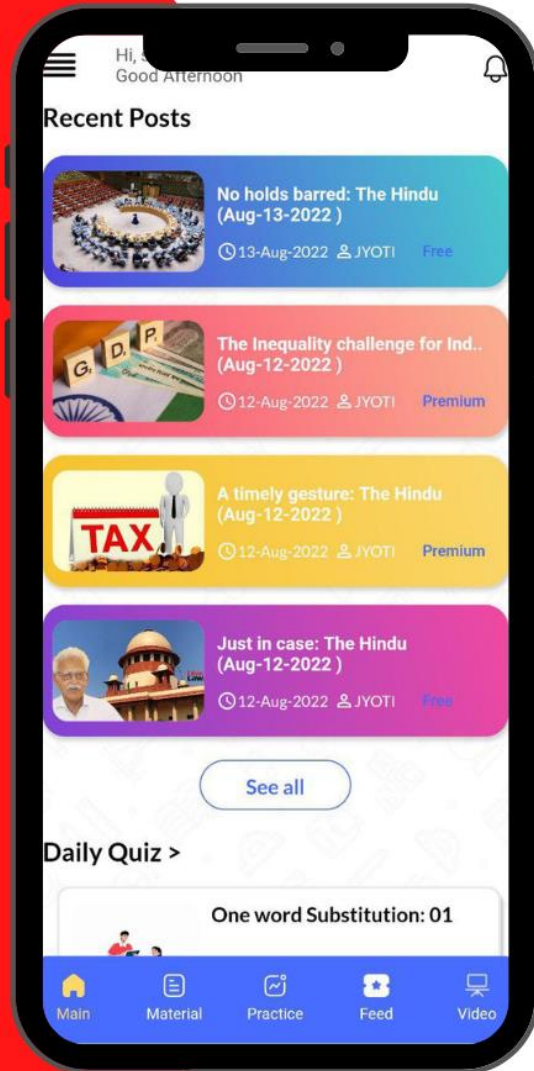 Hi,
Good Afternoon
Recent Posts
No holds barred: The Hindu
(Aug-13-2022 )
13-Aug-2022 JYOTI Free
G D P
The Inequality challenge for Ind..
(Aug-12-2022 )
12-Aug-2022 JYOTI Premium
TAX
A timely gesture: The Hindu
(Aug-12-2022 )
12-Aug-2022 JYOTI Premium
Just in case: The Hindu
(Aug-12-2022 )
12-Aug-2022 JYOTI Free
See all
Daily Quiz >
One word Substitution: 01
Main Material Practice Feed Video